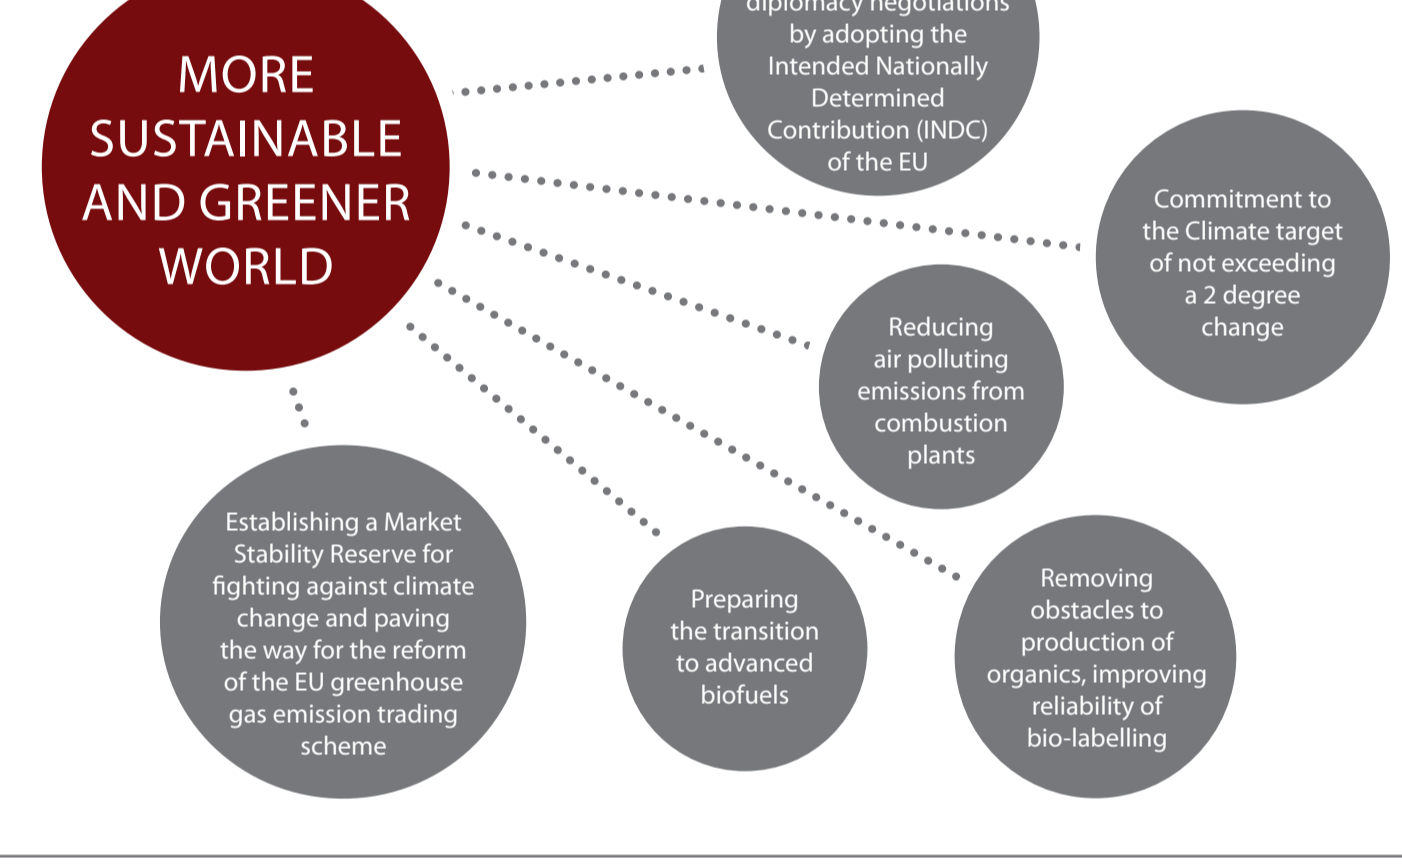 MORE
SUSTAINABLE
AND GREENER
WORLD
diplomacy negotiations
by adopting the
Intended Nationally
Determined
Contribution (INDC)
of the EU
Commitment to
the Climate target
of not exceeding
a 2 degree
change
Reducing
air polluting
emissions from
combustion
plants
Establishing a Market
Stability Reserve for
fighting against climate
change and paving
the way for the reform
of the EU greenhouse
gas emission trading
scheme
Preparing
the transition
to advanced
biofuels
Removing
obstacles to
production of
organics, improving
reliability of
bio-labelling